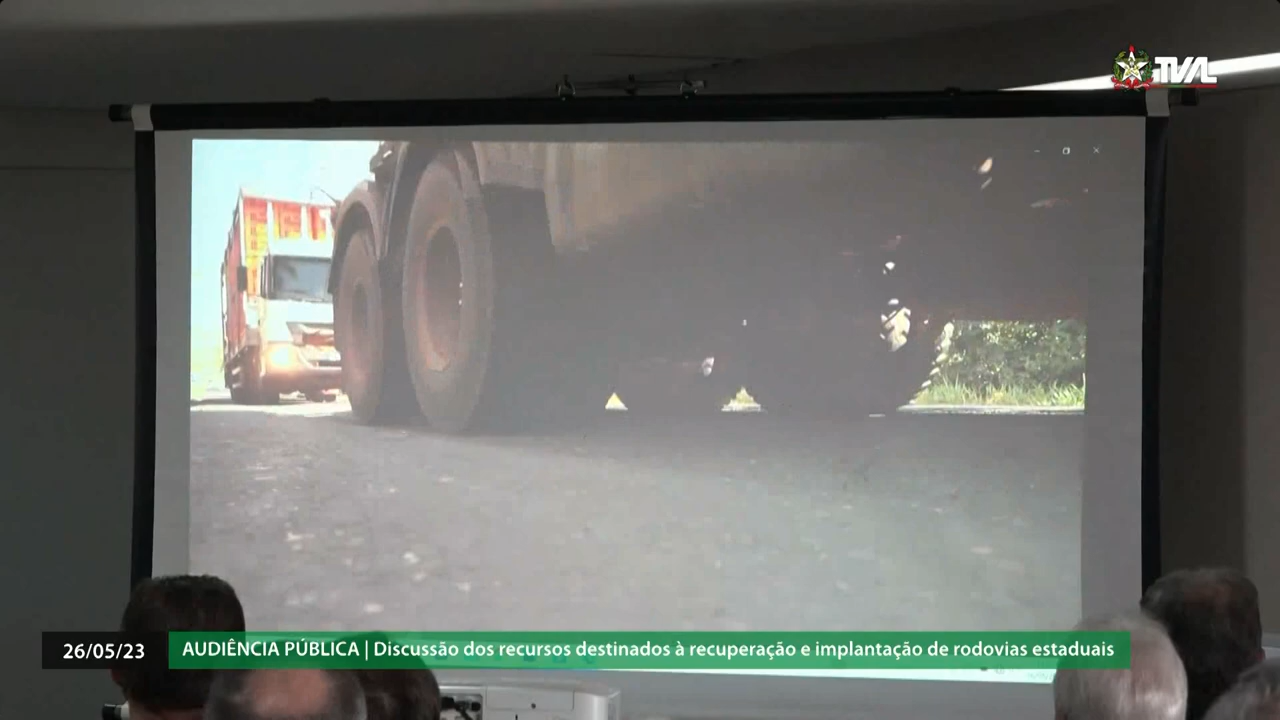 TVAL
26/05/23
AUDIÊNCIA PÚBLICA | Discussão dos recursos destinados à recuperação e implantação de rodovias estaduais